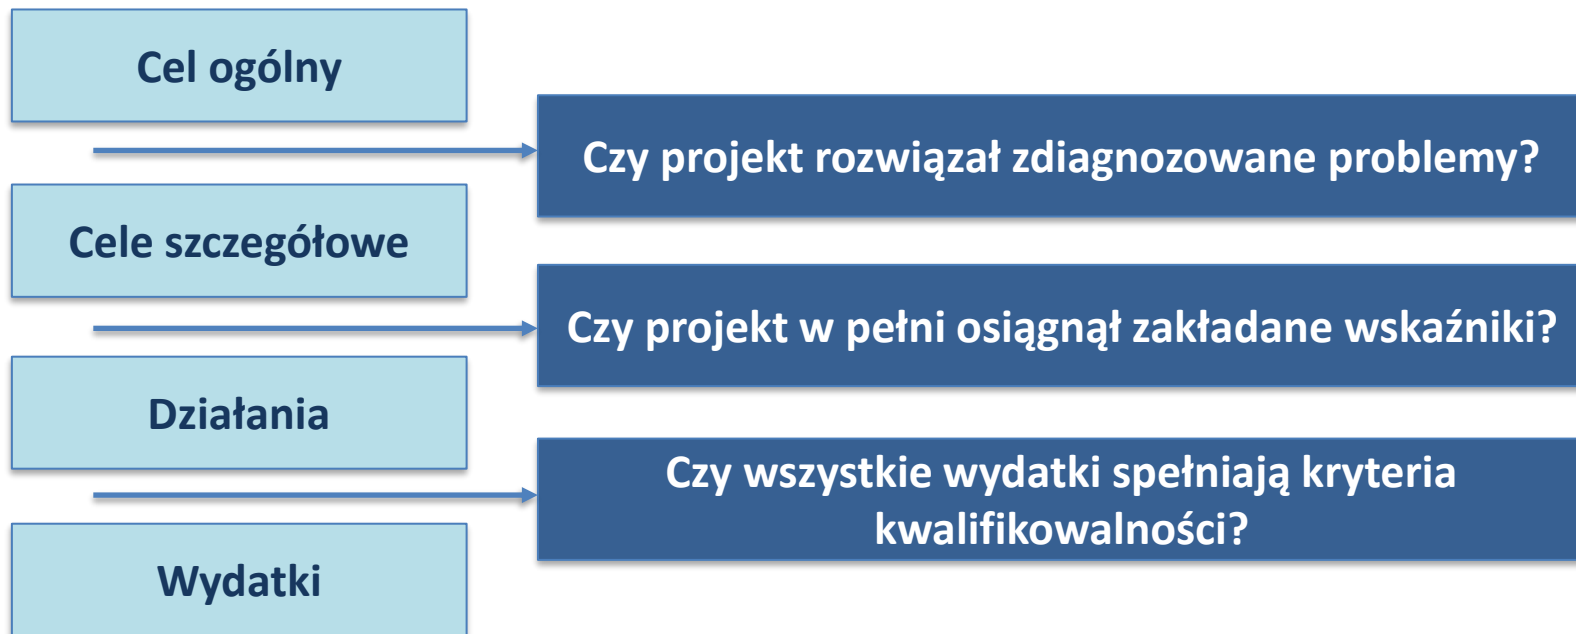 Cel ogólny
Czy projekt rozwiązał zdiagnozowane problemy?
Cele szczegółowe
Czy projekt w pełni osiągnął zakładane wskaźniki?
Działania
Czy wszystkie wydatki spełniają kryteria
kwalifikowalności?
Wydatki